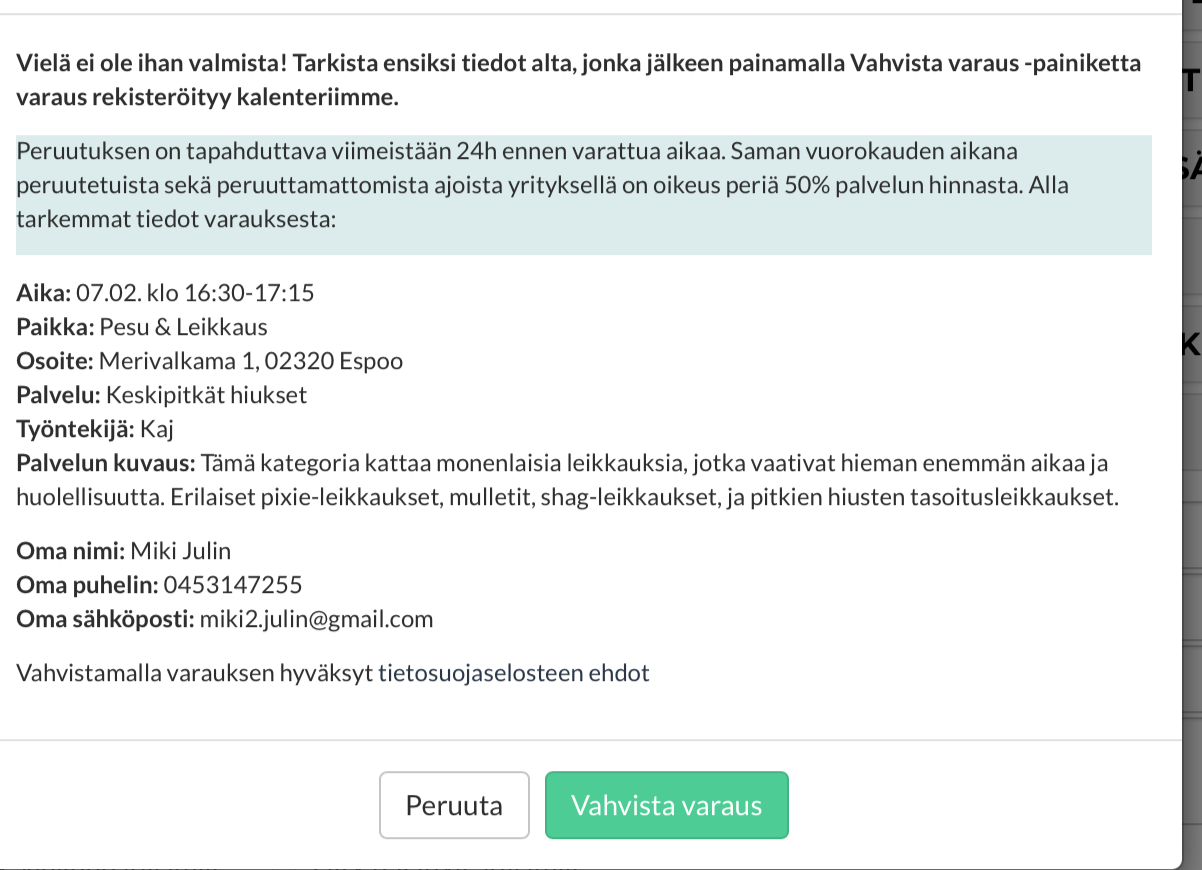 Vielä ei ole ihan valmista! Tarkista ensiksi tiedot alta, jonka jälkeen painamalla Vahvista varaus -painiketta
varaus rekisteröityy kalenteriimme.
Peruutuksen on tapahduttava viimeistään 24h ennen varattua aikaa. Saman vuorokauden aikana
peruutetuista sekä peruuttamattomista ajoista yrityksellä on oikeus periä 50% palvelun hinnasta. Alla
tarkemmat tiedot varauksesta:
Aika: 07.02. klo 16:30-17:15
Paikka: Pesu & Leikkaus
Osoite: Merivalkama 1, 02320 Espoo
Palvelu: Keskipitkät hiukset
Työntekijä: Kaj
Palvelun kuvaus: Tämä kategoria kattaa monenlaisia leikkauksia, jotka vaativat hieman enemmän aikaa ja
huolellisuutta. Erilaiset pixie-leikkaukset, mulletit, shag-leikkaukset, ja pitkien hiusten tasoitusleikkaukset.
Oma nimi: Miki Julin
Oma puhelin: 0453147255
Oma sähköposti: miki2.julin@gmail.com
Vahvistamalla varauksen hyväksyt tietosuojaselosteen ehdot
Peruuta
Vahvista varaus